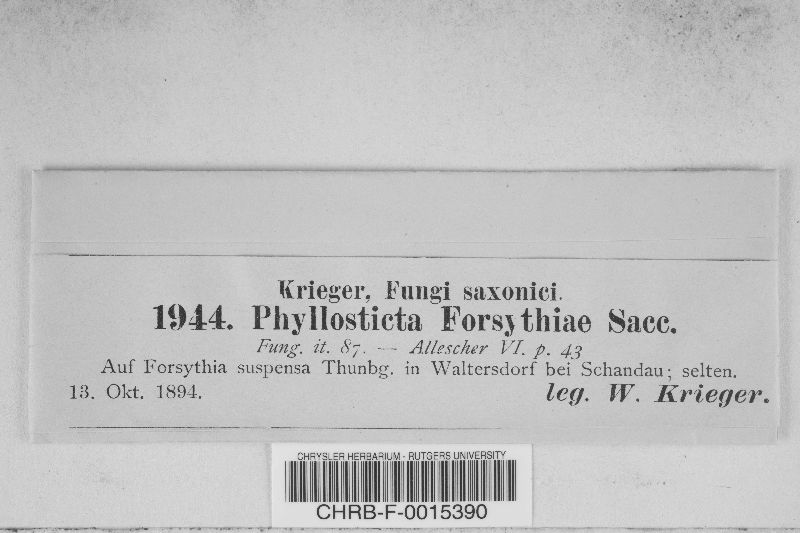 Krieger, Fungi saxonici.
1944. Phyllosticta Forsythiae Sacc.
Fung. it. 87. — Allescher VI. p. 43
Auf Forsythia suspensa Thunbg. in Waltersdorf bei Schandau; selten.
13. Okt. 1894. leg. W. Krieger.
CHRYSLER HERBARIUM - RUTGERS UNIVERSITY
CHRB-F-0015390